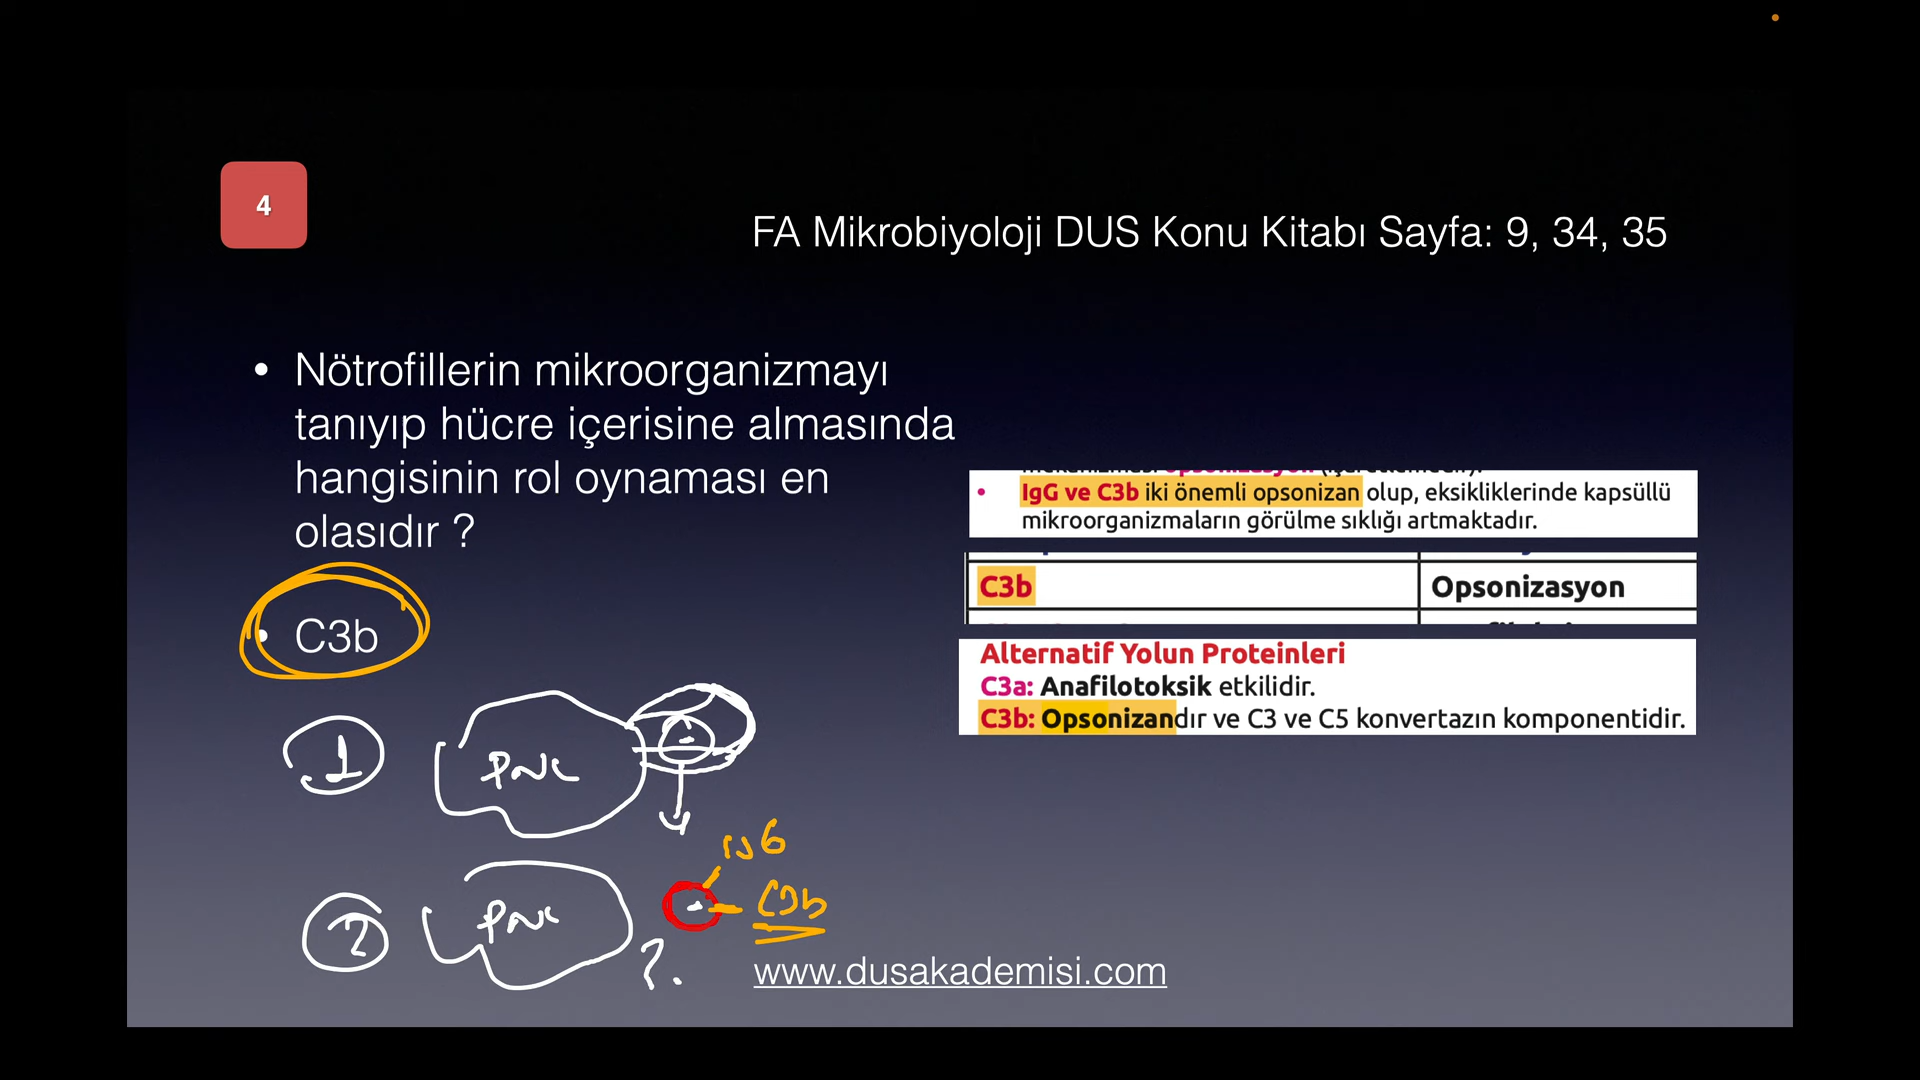 4
FA Mikrobiyoloji DUS Konu Kitabı Sayfa: 9, 34, 35
• Nötrofillerin mikroorganizmayı
tanıyıp hücre içerisine almasında
hangisinin rol oynaması en
olasıdır ?
• C3b
opsonizasyon
• IgG ve C3b iki önemli opsonizan olup, eksikliklerinde kapsüllü
mikroorganizmaların görülme sıklığı artmaktadır.
C3b Opsonizasyon
Alternatif Yolun Proteinleri
C3a: Anafilotoksik etkilidir.
C3b: Opsonizandır ve C3 ve C5 konvertazın komponentidir.
1
PNL
IgG
C3b
2
PNL
?
www.dusakademisi.com